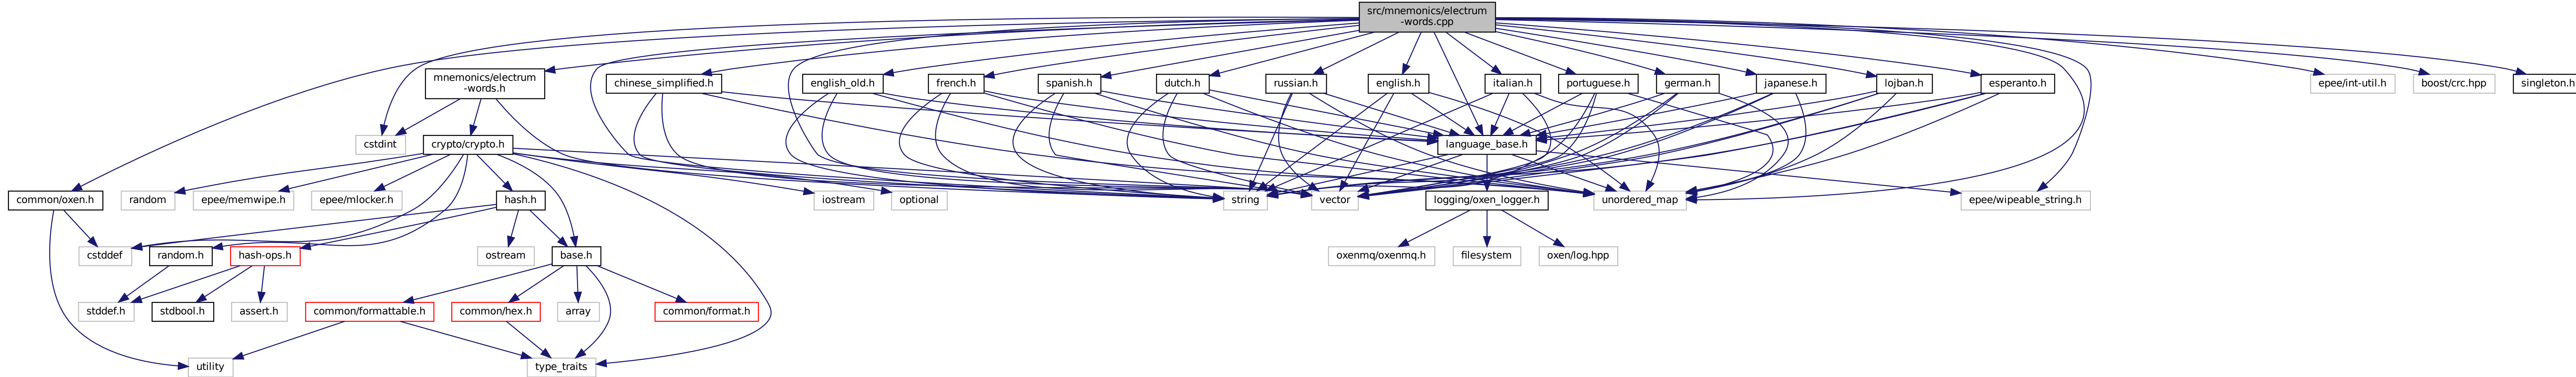 src/mnemonics/electrum
-words.cpp
mnemonics/electrum
-words.h
chinese_simplified.h
english_old.h
french.h
spanish.h
dutch.h
russian.h
english.h
italian.h
portuguese.h
german.h
japanese.h
lojban.h
esperanto.h
epee/int-util.h
boost/crc.hpp
singleton.h
cstdint
crypto/crypto.h
language_base.h
common/oxen.h
random
epee/memwipe.h
epee/mlocker.h
hash.h
iostream
optional
string
vector
logging/oxen_logger.h
unordered_map
epee/wipeable_string.h
cstddef
random.h
hash-ops.h
ostream
base.h
oxenmq/oxenmq.h
filesystem
oxen/log.hpp
stddef.h
stdbool.h
assert.h
common/formattable.h
common/hex.h
array
common/format.h
utility
type_traits